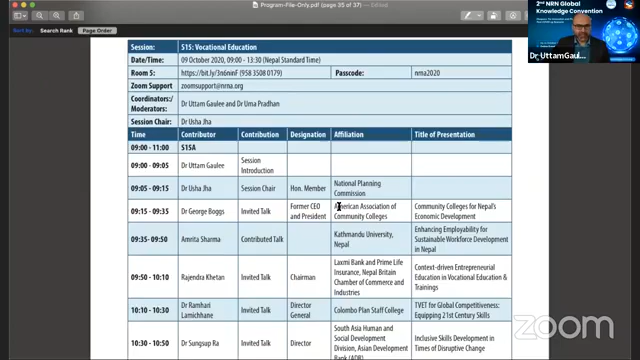 Program-File-Only.pdf (page 35 of 37)
Edited
Sort by: Search Rank Page Order
2nd NRN Global
Knowledge Convention
Dr_UttamGaulee
Session: S15: Vocational Education
Date/Time: 09 October 2020, 09:00 - 13:30 (Nepal Standard Time)
Room 5: https://bit.ly/3n6ninF (958 3508 0179) Passcode: nrna2020
Zoom Support zoomsupport@nrna.org
Coordinators:/
Moderators: Dr Uttam Gaulee and Dr Uma Pradhan
Session Chair: Dr Usha Jha
Time Contributor Contribution Designation Affiliation Title of Presentation
09:00 - 11:00 S15A
09:00 - 09:05 Dr Uttam Gaulee Session
Introduction
09:05 - 09:15 Dr Usha Jha Session Chair Hon. Member National Planning
Commission
09:15 - 09:35 Dr George Boggs Invited Talk Former CEO
and President American Association of
Community Colleges Community Colleges for Nepal's
Economic Development
09:35 - 09:50 Amrita Sharma Contributed Talk Kathmandu University,
Nepal Enhancing Employability for
Sustainable Workforce Development
in Nepal
09:50 - 10:10 Rajendra Khetan Invited Talk Chairman Laxmi Bank and Prime Life
Insurance, Nepal Britain
Chamber of Commerce and
Industries Context-driven Entrepreneurial
Education in Vocational Education &
Trainings
10:10 - 10:30 Dr Ramhari
Lamichhane Invited Talk Director
General Colombo Plan Staff College TVET for Global Competitiveness:
Equipping 21st Century Skills
10:30 - 10:50 Dr Sungsup Ra Invited Talk Director
General South Asia Human and
Social Development
Division, Asian Development
Bank (ADB) Inclusive Skills Development in
Times of Disruptive Change
zoom